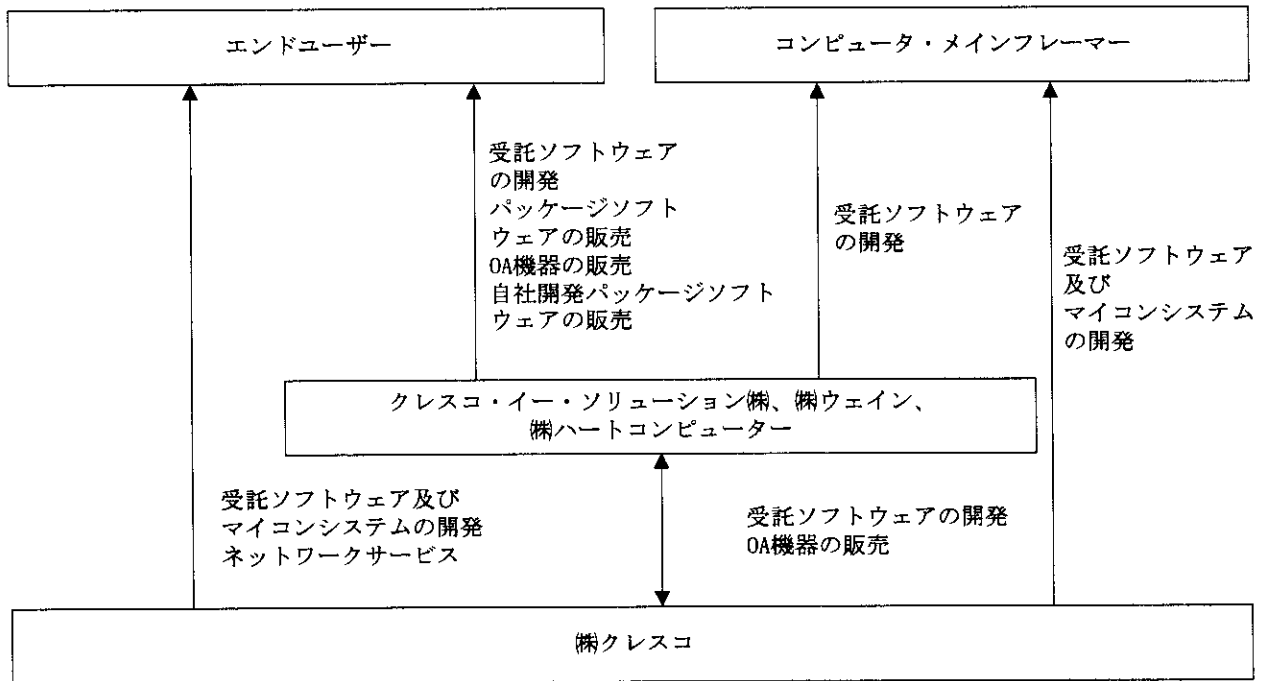 エンドユーザー
コンピュータ・メインフレーマー
受託ソフトウェア
の開発
パッケージソフト
ウェアの販売
OA機器の販売
自社開発パッケージソフト
ウェアの販売
受託ソフトウェア
の開発
受託ソフトウェア
及び
マイコンシステム
の開発
クレスコ・イー・ソリューション㈱、㈱ウェイン、
㈱ハートコンピューター
受託ソフトウェア及び
マイコンシステムの開発
ネットワークサービス
受託ソフトウェアの開発
OA機器の販売
㈱クレスコ